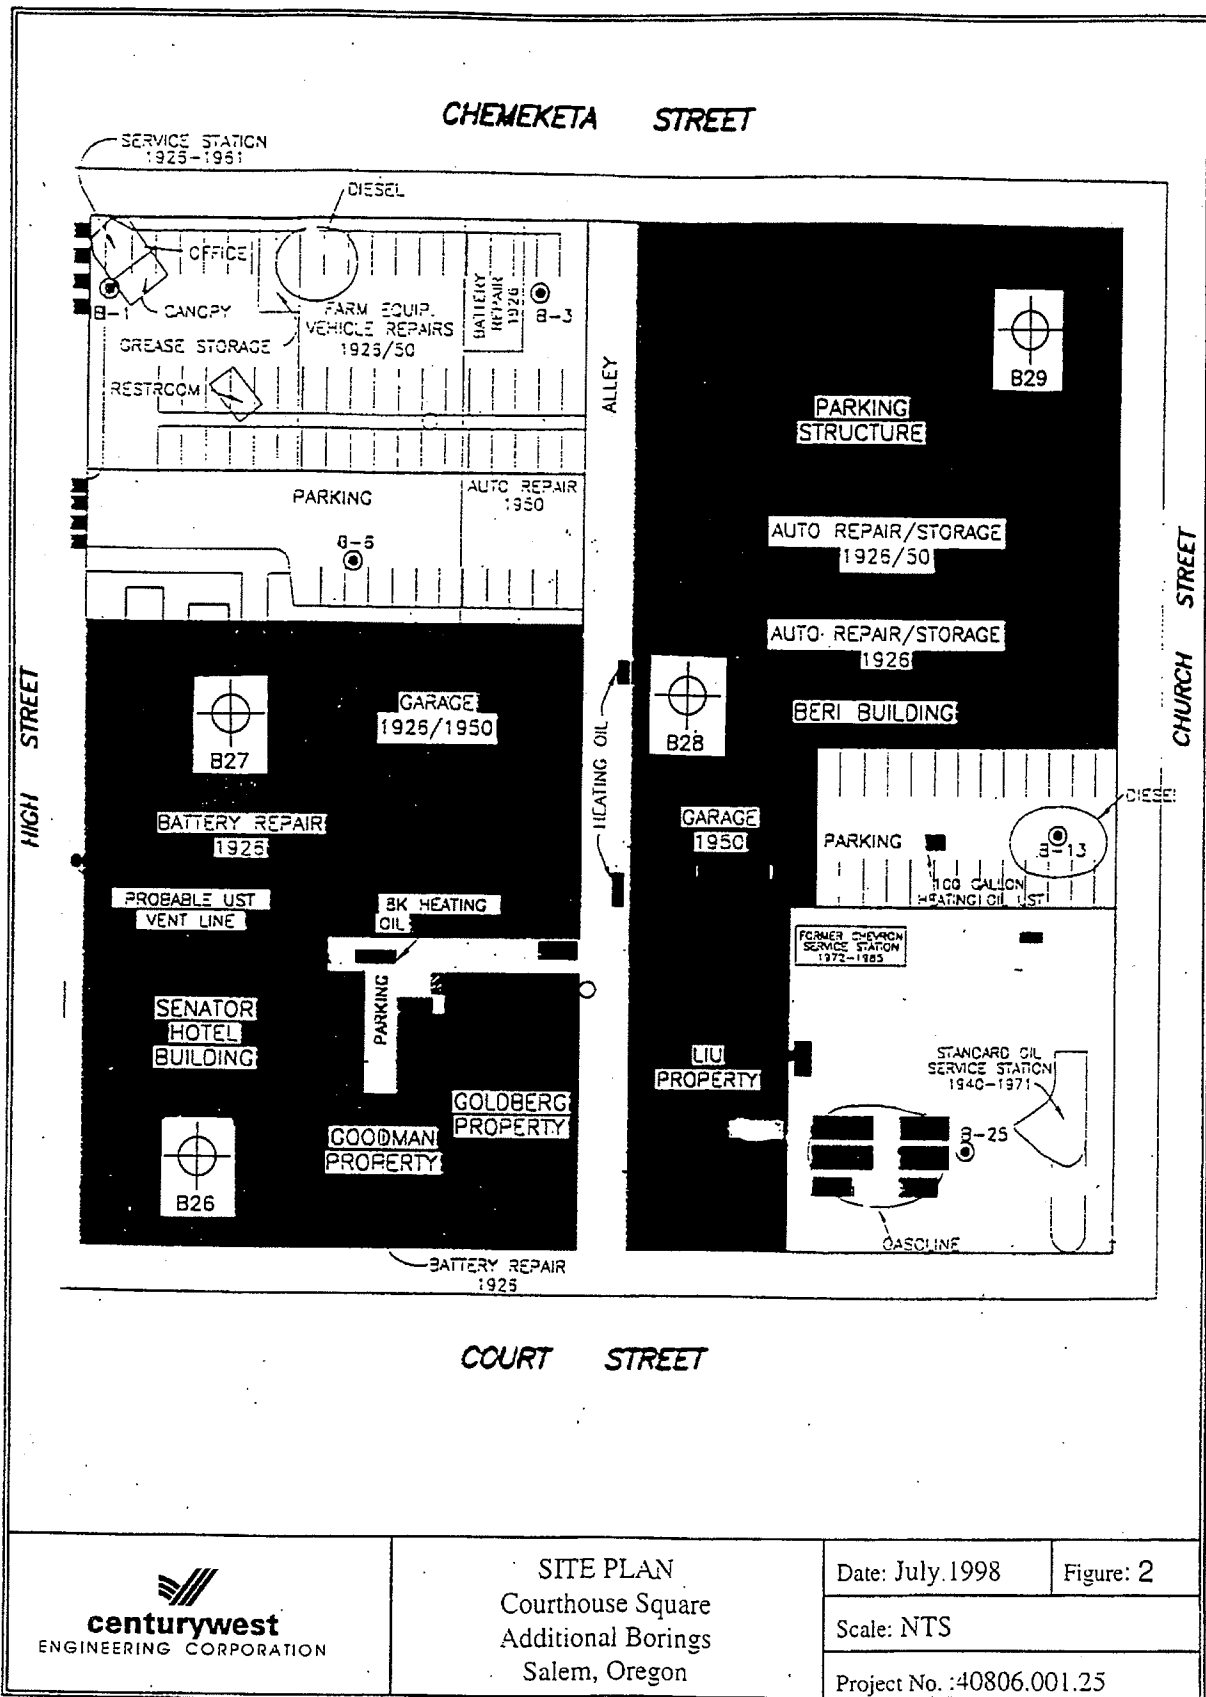 CHEMEKETA STREET
SERVICE STATION
1926-1961
DIESEL
OFFICE
B-1
CANOPY
GREASE STORAGE
FARM EQUIP.
VEHICLE REPAIRS
1926/50
BATTERY
REPAIR
1926
B-3
RESTROOM
ALLEY
B29
PARKING
STRUCTURE
PARKING
AUTO REPAIR
1950
B-6
AUTO REPAIR/STORAGE
1926/50
AUTO REPAIR/STORAGE
1926
BERI BUILDING
HIGH STREET
CHURCH STREET
B27
GARAGE
1926/1950
HEATING OIL
B28
BATTERY REPAIR
1926
GARAGE
1950
PARKING
DIESEL
B-13
100 GALLON
HEATING OIL UST
PROBABLE UST
VENT LINE
8K HEATING
OIL
PARKING
FORMER CHEVRON
SERVICE STATION
1972-1985
SENATOR
HOTEL
BUILDING
LIU
PROPERTY
STANDARD OIL
SERVICE STATION
1940-1971
GOLDBERG
PROPERTY
GOODMAN
PROPERTY
B-25
B26
GASOLINE
BATTERY REPAIR
1926
COURT STREET
centurywest
ENGINEERING CORPORATION
SITE PLAN
Courthouse Square
Additional Borings
Salem, Oregon
Date: July.1998
Figure: 2
Scale: NTS
Project No. :40806.001.25